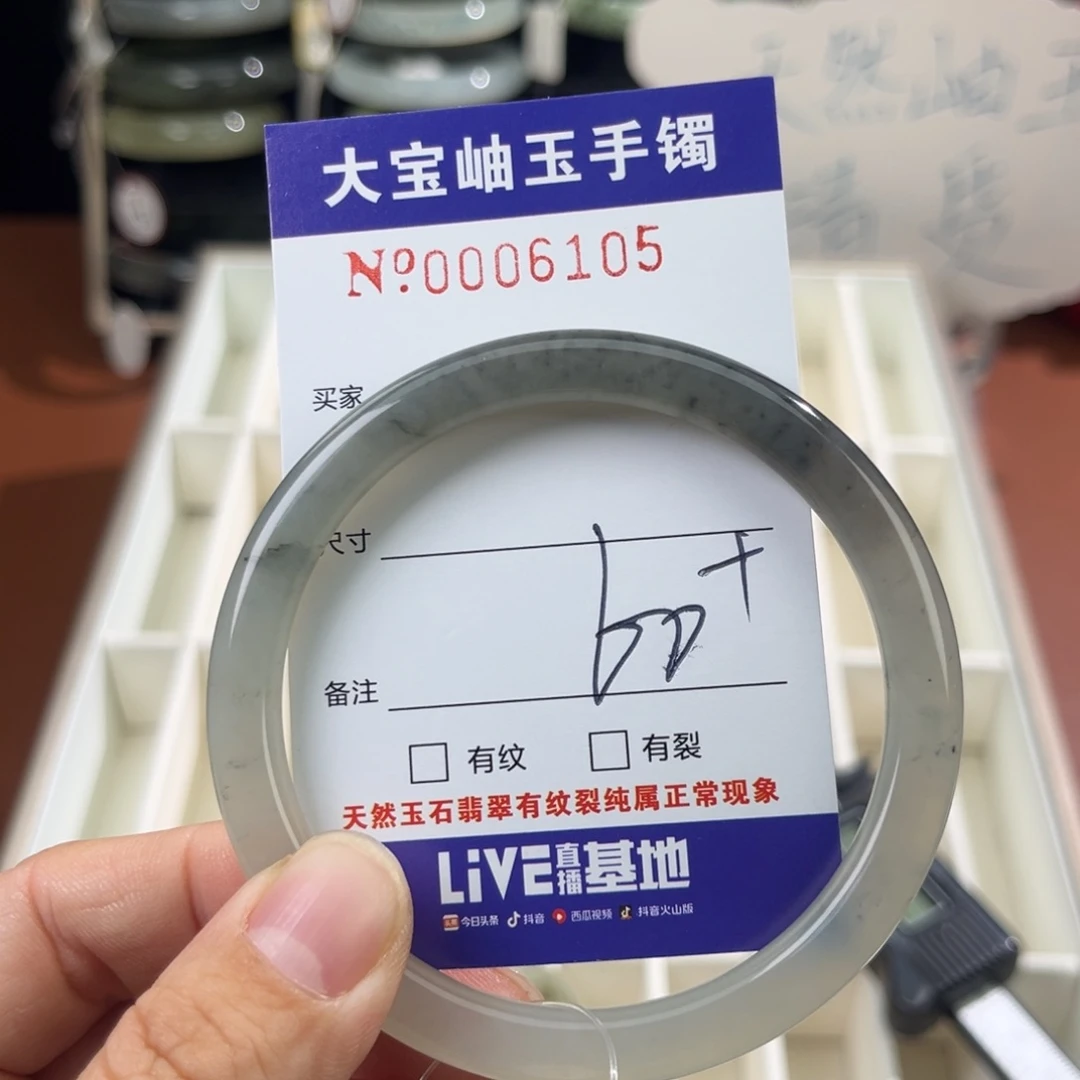 大宝岫玉手镯
Nº:0006105
买家
尺寸
备注
有纹 有裂
天然玉石翡翠有纹裂纯属正常现象
LiVE直播基地
今日头条 抖音 西瓜视频 抖音火山版